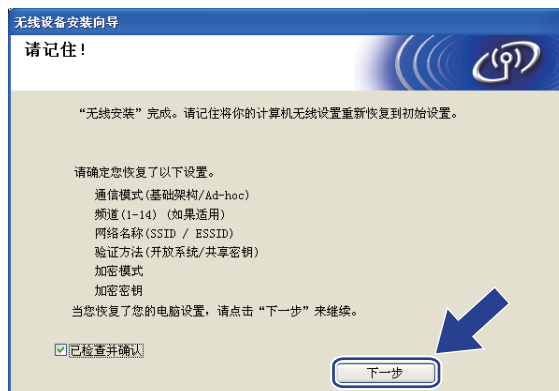 无线设备安装向导
请记住!
“无线安装”完成。请记住将你的计算机无线设置重新恢复到初始设置。
请确定您恢复了以下设置。
通信模式(基础架构/Ad-hoc)
频道(1-14) (如果适用)
网络名称(SSID / ESSID)
验证方法(开放系统/共享密钥)
加密模式
加密密钥
当您恢复了您的电脑设置，请点击“下一步”来继续。
已检查并确认
下一步